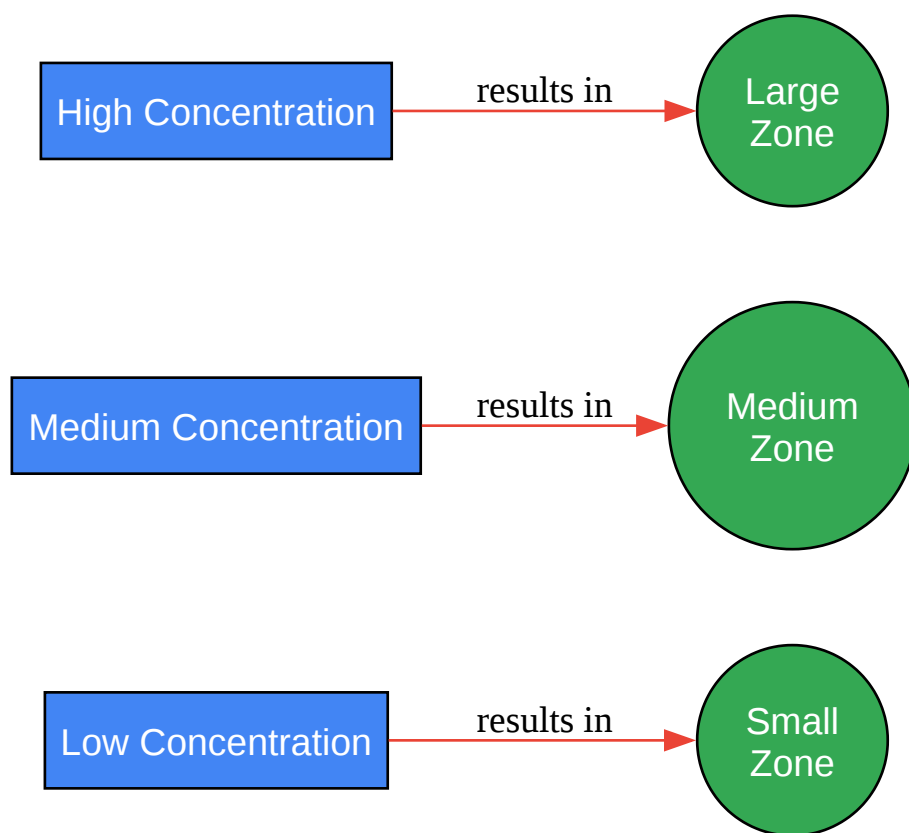 High Concentration
results in
Large
Zone
Medium Concentration
results in
Medium
Zone
Low Concentration
results in
Small
Zone